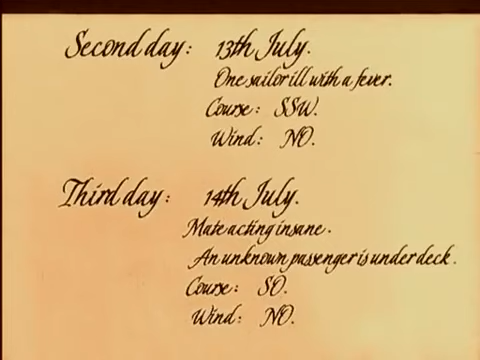 Second day: 13th July.
One sailor ill with a fever.
Course: SSW.
Wind: NO.
Third day: 14th July.
Mate acting insane.
An unknown passenger is under deck.
Course: SO.
Wind: NO.